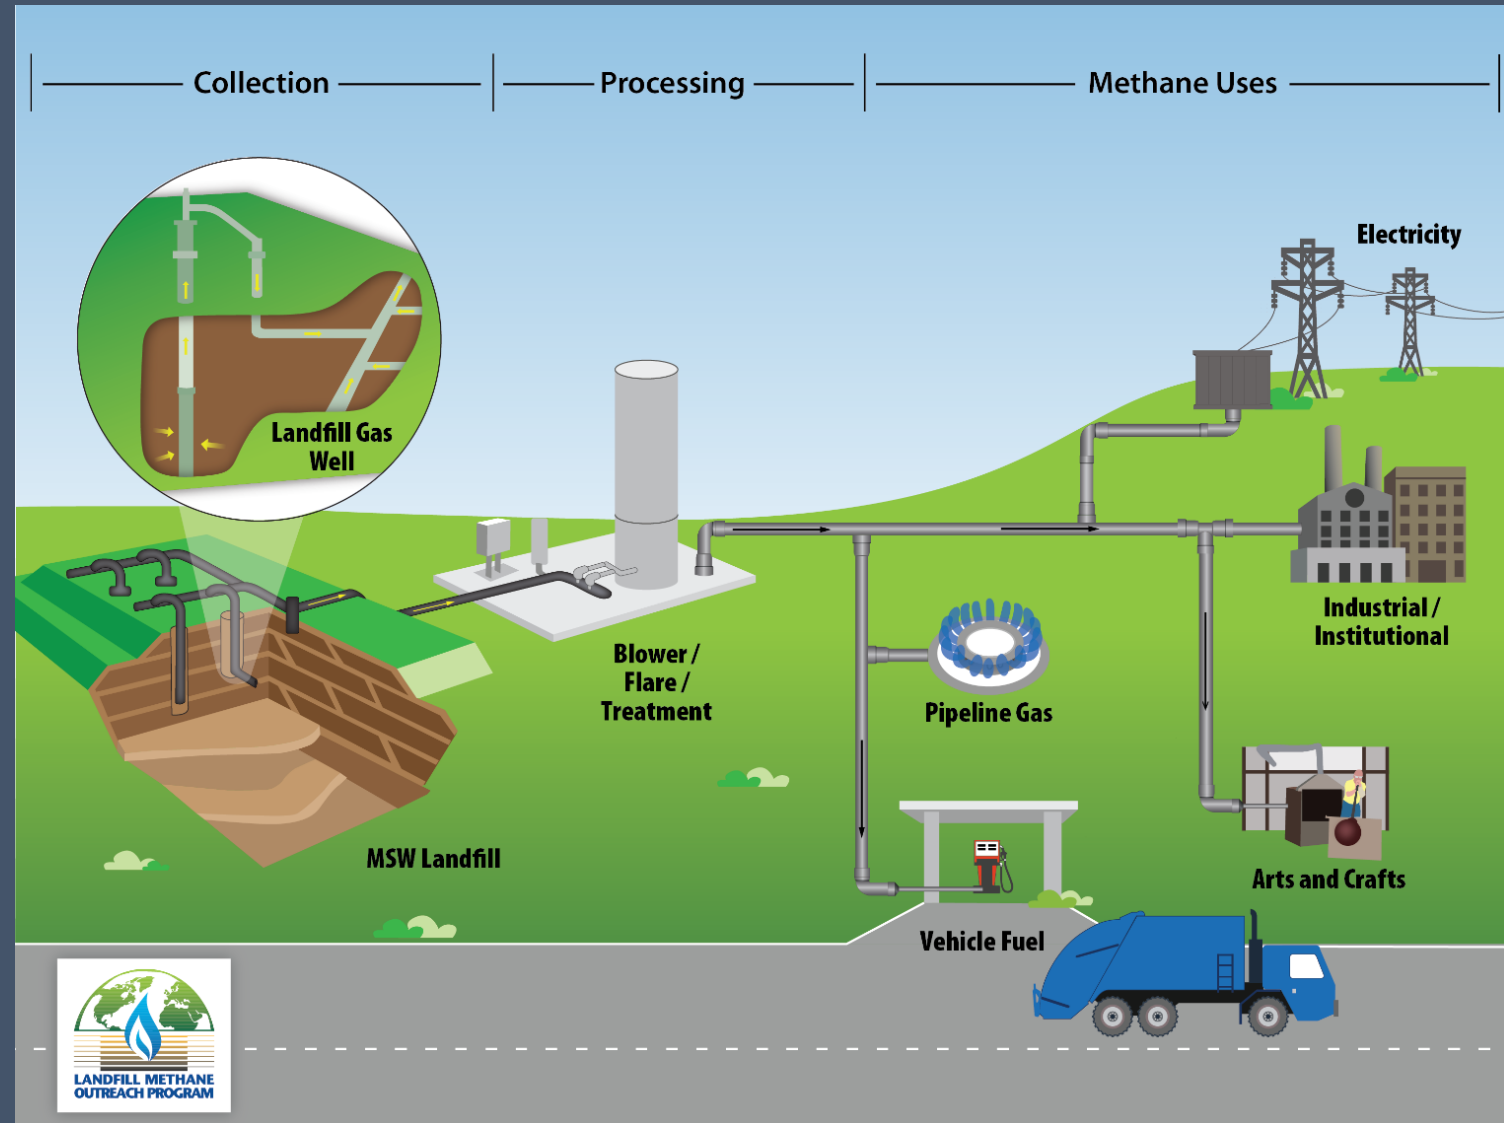 Collection
Processing
Methane Uses
Electricity
Landfill Gas
Well
Industrial /
Institutional
Blower /
Flare /
Treatment
Pipeline Gas
MSW Landfill
Arts and Crafts
Vehicle Fuel
LANDFILL METHANE
OUTREACH PROGRAM